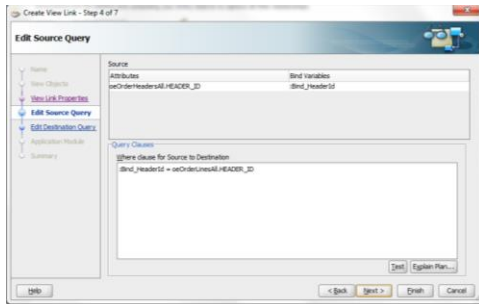 Create View Link - Step 4 of 7
Edit Source Query
Name
View Objects
View Link Properties
Edit Source Query
Edit Destination Query
Application Module
Summary
Source
Attributes Bind Variables
oeOrderHeadersAll.HEADER_ID :Bind_HeaderId
Query Clauses
Where clause for Source to Destination
:Bind_HeaderId = oeOrderLinesAll.HEADER_ID
Test Explain Plan...
Help < Back Next > Finish Cancel